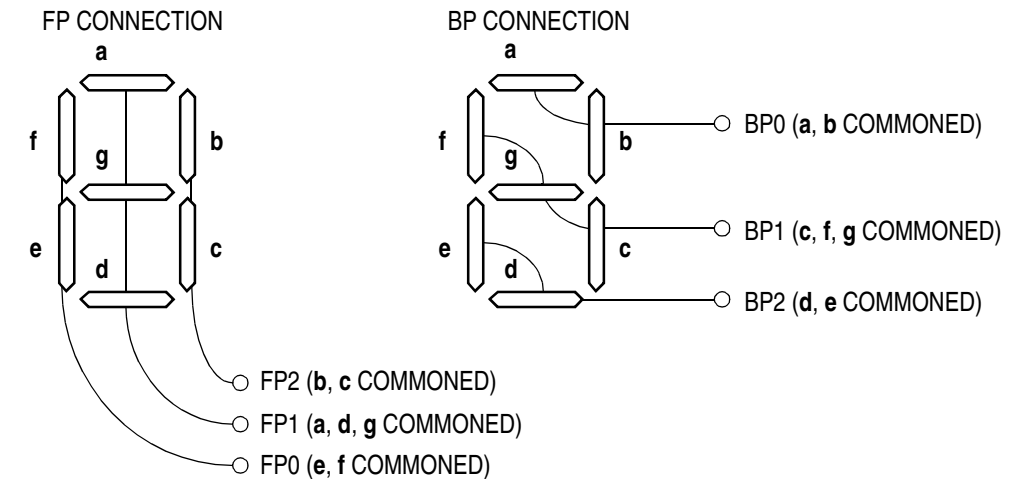 FP CONNECTION
a
f
b
g
e
c
d
FP2 (b, c COMMONED)
FP1 (a, d, g COMMONED)
FP0 (e, f COMMONED)
BP CONNECTION
a
f
b
g
e
c
d
BP0 (a, b COMMONED)
BP1 (c, f, g COMMONED)
BP2 (d, e COMMONED)